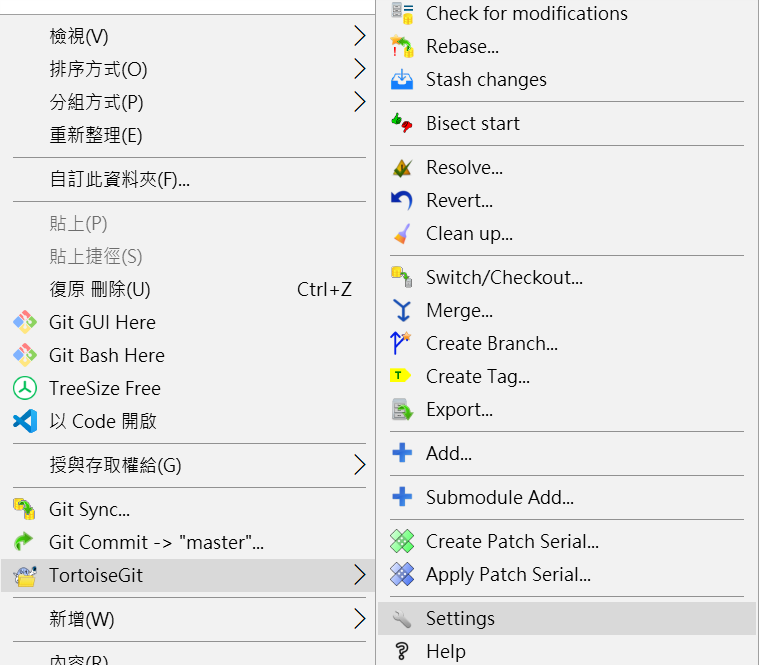 檢視(V)
排序方式(O)
分組方式(P)
重新整理(E)
自訂此資料夾(F)...
貼上(P)
貼上捷徑(S)
復原 刪除(U) Ctrl+Z
Git GUI Here
Git Bash Here
TreeSize Free
以 Code 開啟
授與存取權給(G)
Git Sync...
Git Commit -> "master"...
TortoiseGit
新增(W)
內容(R)
Check for modifications
Rebase...
Stash changes
Bisect start
Resolve...
Revert...
Clean up...
Switch/Checkout...
Merge...
Create Branch...
T
Create Tag...
Export...
Add...
Submodule Add...
Create Patch Serial...
Apply Patch Serial...
Settings
Help